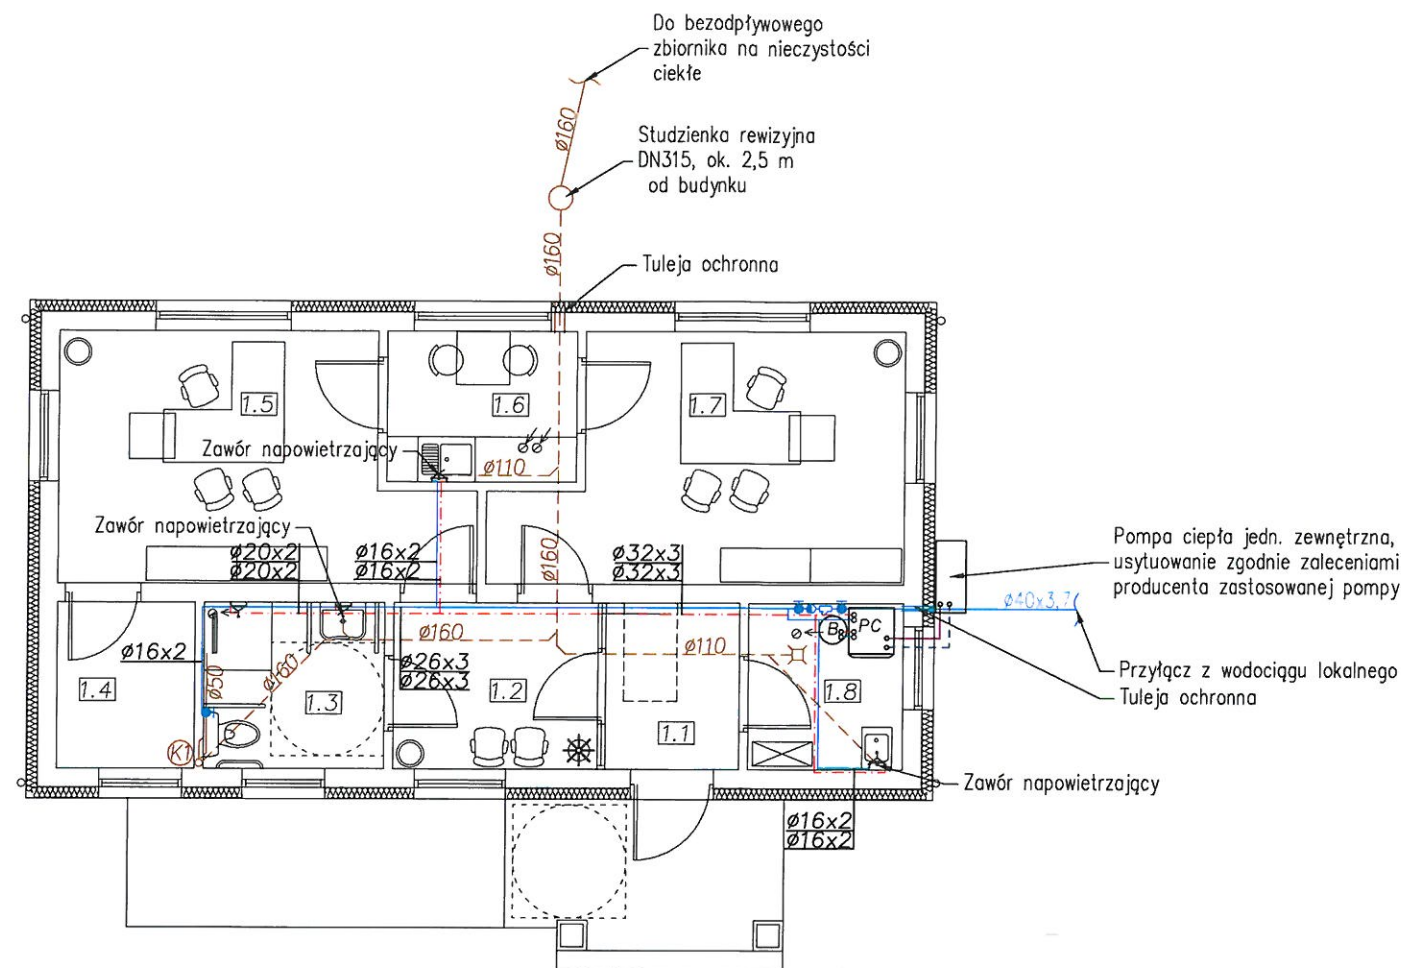 Do bezodpływowego
zbiornika na nieczystości
ciekłe
ø160
Studzienka rewizyjna
DN315, ok. 2,5 m
od budynku
ø160
Tuleja ochronna
1.5
1.6
1.7
Zawór napowietrzający
ø110
Zawór napowietrzający
ø20x2
ø20x2
ø16x2
ø16x2
ø160
ø32x3
ø32x3
Pompa ciepła jedn. zewnętrzna,
usytuowanie zgodnie zaleceniami
producenta zastosowanej pompy
ø40x3,7
B
PC
ø160
ø110
ø16x2
ø50
ø160
ø26x3
ø26x3
Przyłącz z wodociągu lokalnego
Tuleja ochronna
1.4
1.3
1.2
1.1
1.8
K1
Zawór napowietrzający
ø16x2
ø16x2